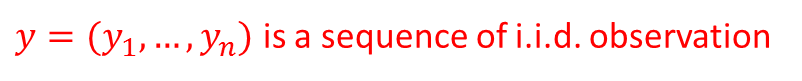 𝑦 = (𝑦₁, …, 𝑦ₙ) is a sequence of i.i.d. observation